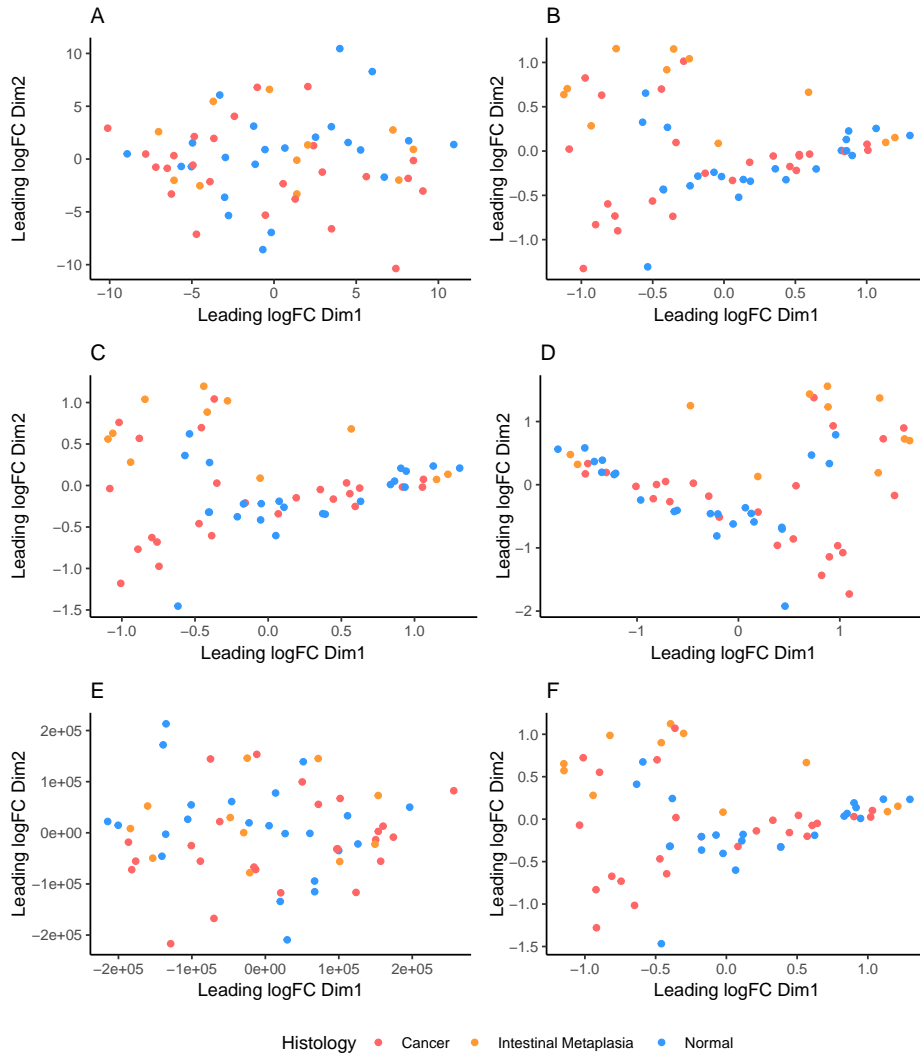 A
Leading logFC Dim2
10
5
0
−5
−10
−10 −5 0 5 10
Leading logFC Dim1
B
Leading logFC Dim2
1.0
0.5
0.0
−0.5
−1.0
−1.0 −0.5 0.0 0.5 1.0
Leading logFC Dim1
C
Leading logFC Dim2
1.0
0.5
0.0
−0.5
−1.0
−1.5
−1.0 −0.5 0.0 0.5 1.0
Leading logFC Dim1
D
Leading logFC Dim2
1
0
−1
−2
−1 0 1
Leading logFC Dim1
E
Leading logFC Dim2
2e+05
1e+05
0e+00
−1e+05
−2e+05
−2e+05 −1e+05 0e+00 1e+05 2e+05
Leading logFC Dim1
F
Leading logFC Dim2
1.0
0.5
0.0
−0.5
−1.0
−1.5
−1.0 −0.5 0.0 0.5 1.0
Leading logFC Dim1
Histology Cancer Intestinal Metaplasia Normal